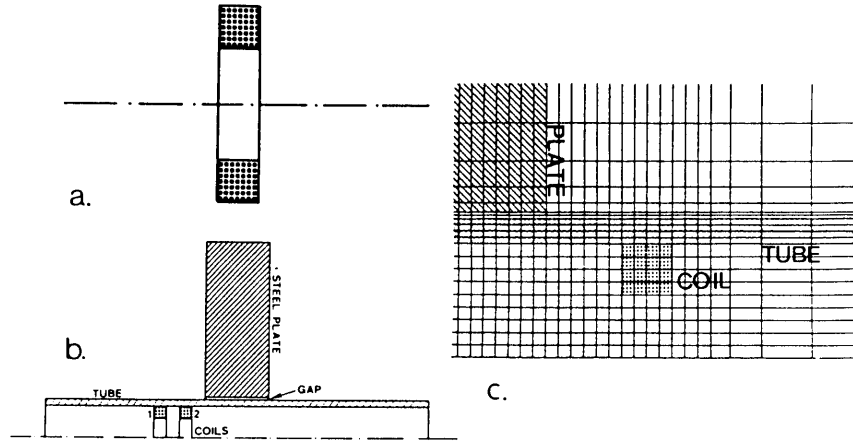 a.
b.
STEEL PLATE
GAP
TUBE
1
2
COILS
PLATE
TUBE
COIL
c.